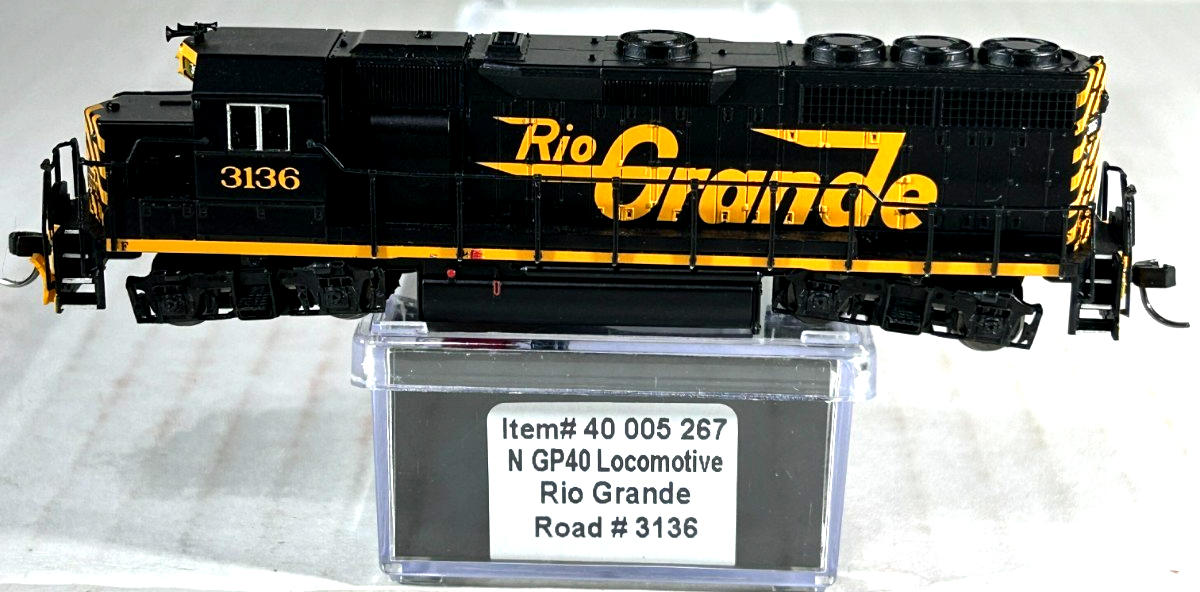 Rio
Grande
3136
F
Item# 40 005 267
N GP40 Locomotive
Rio Grande
Road # 3136